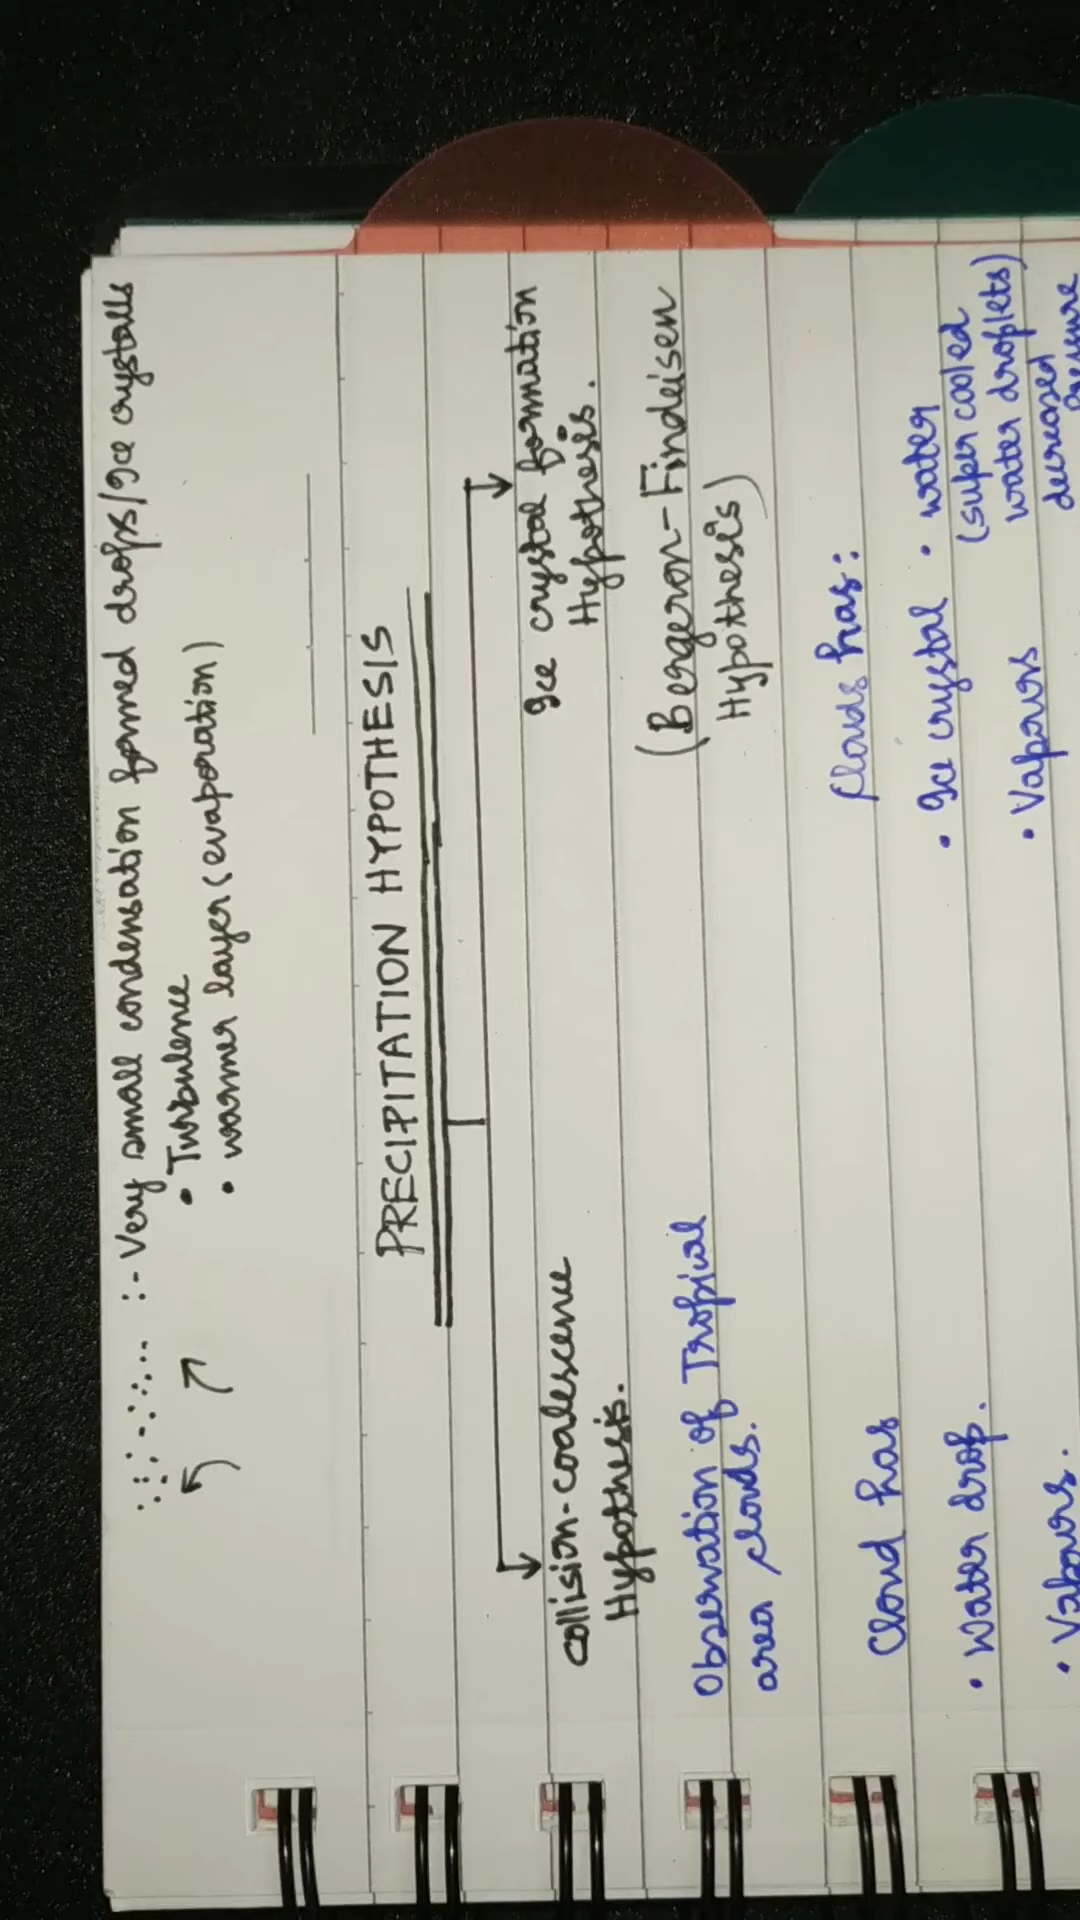 :- Very small condensation formed drops/Ice crystalls
• Turbulence
• warmer layer (evaporation)
PRECIPITATION HYPOTHESIS
collision-coalescence
Hypothesis.
Observation of Tropical
area clouds.
Cloud has
• Water drop.
• Vapours.
Ice crystal formation
Hypothesis.
(Bergeron-Findeisen
Hypothesis)
Clouds has:
• Ice crystal • water
(super cooled
water droplets)
• Vapours
decreased